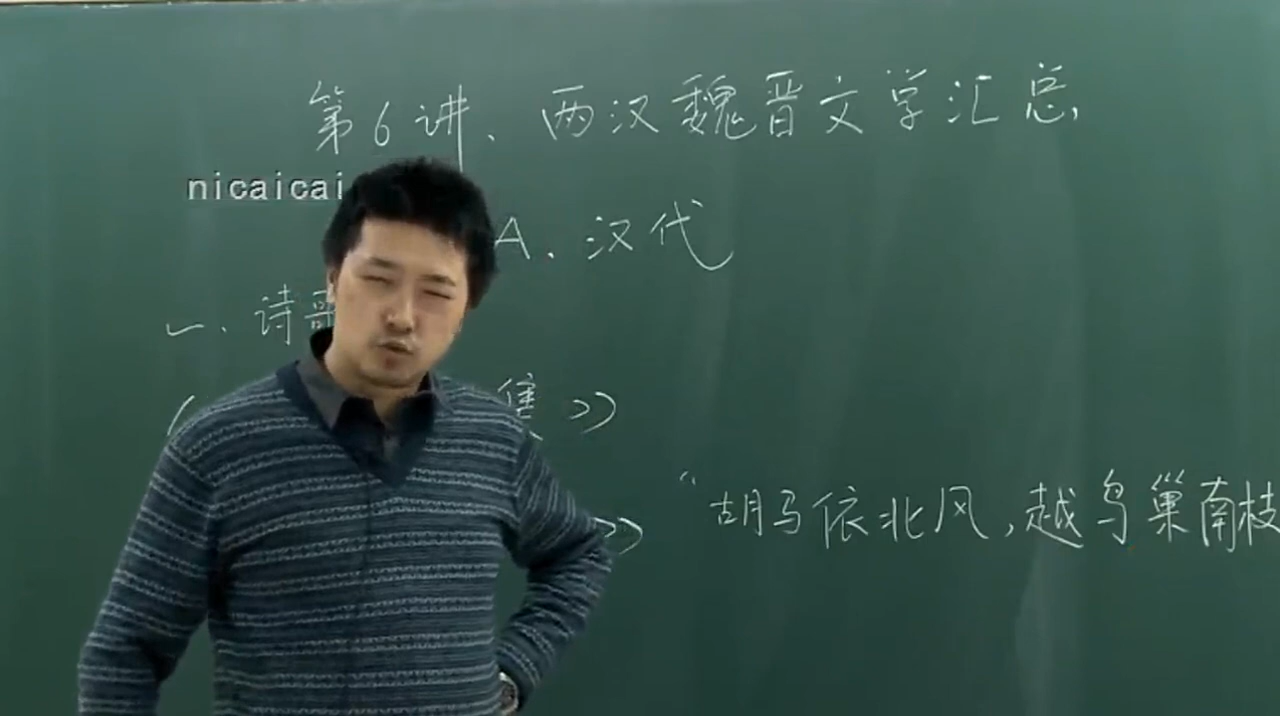 第6讲、两汉魏晋文学汇总
nicaicai
A.汉代
一.诗
集》
》 “胡马依北风,越鸟巢南枝